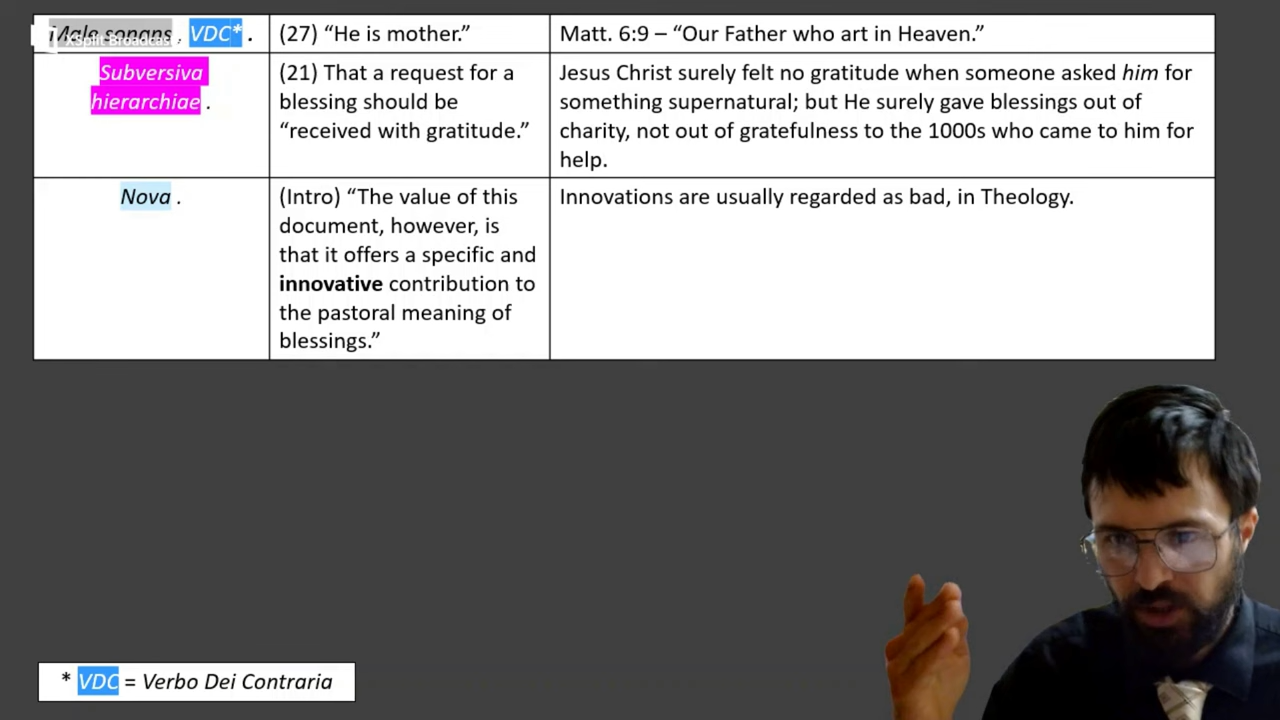 Male sonans , VDC* .
XSplit Broadcast
(27) “He is mother.”
Matt. 6:9 – “Our Father who art in Heaven.”
Subversiva
hierarchiae .
(21) That a request for a
blessing should be
“received with gratitude.”
Jesus Christ surely felt no gratitude when someone asked him for
something supernatural; but He surely gave blessings out of
charity, not out of gratefulness to the 1000s who came to him for
help.
Nova .
(Intro) “The value of this
document, however, is
that it offers a specific and
innovative contribution to
the pastoral meaning of
blessings.”
Innovations are usually regarded as bad, in Theology.
* VDC = Verbo Dei Contraria